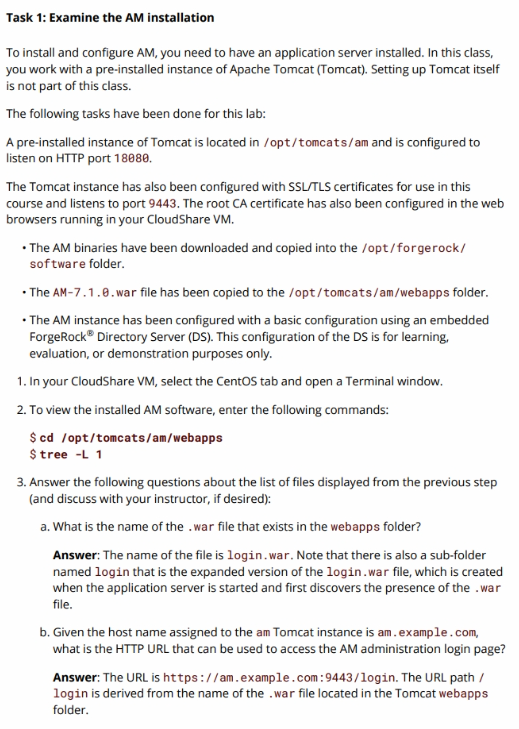 Task 1: Examine the AM installation
To install and configure AM, you need to have an application server installed. In this class,
you work with a pre-installed instance of Apache Tomcat (Tomcat). Setting up Tomcat itself
is not part of this class.
The following tasks have been done for this lab:
A pre-installed instance of Tomcat is located in /opt/tomcats/am and is configured to
listen on HTTP port 18080.
The Tomcat instance has also been configured with SSL/TLS certificates for use in this
course and listens to port 9443. The root CA certificate has also been configured in the web
browsers running in your CloudShare VM.
• The AM binaries have been downloaded and copied into the /opt/forgerock/
software folder.
• The AM-7.1.0.war file has been copied to the /opt/tomcats/am/webapps folder.
• The AM instance has been configured with a basic configuration using an embedded
ForgeRock® Directory Server (DS). This configuration of the DS is for learning,
evaluation, or demonstration purposes only.
1. In your CloudShare VM, select the CentOS tab and open a Terminal window.
2. To view the installed AM software, enter the following commands:
$ cd /opt/tomcats/am/webapps
$ tree -L 1
3. Answer the following questions about the list of files displayed from the previous step
(and discuss with your instructor, if desired):
a. What is the name of the .war file that exists in the webapps folder?
Answer: The name of the file is login.war. Note that there is also a sub-folder
named login that is the expanded version of the login.war file, which is created
when the application server is started and first discovers the presence of the .war
file.
b. Given the host name assigned to the am Tomcat instance is am.example.com,
what is the HTTP URL that can be used to access the AM administration login page?
Answer: The URL is https://am.example.com:9443/login. The URL path /
login is derived from the name of the .war file located in the Tomcat webapps
folder.